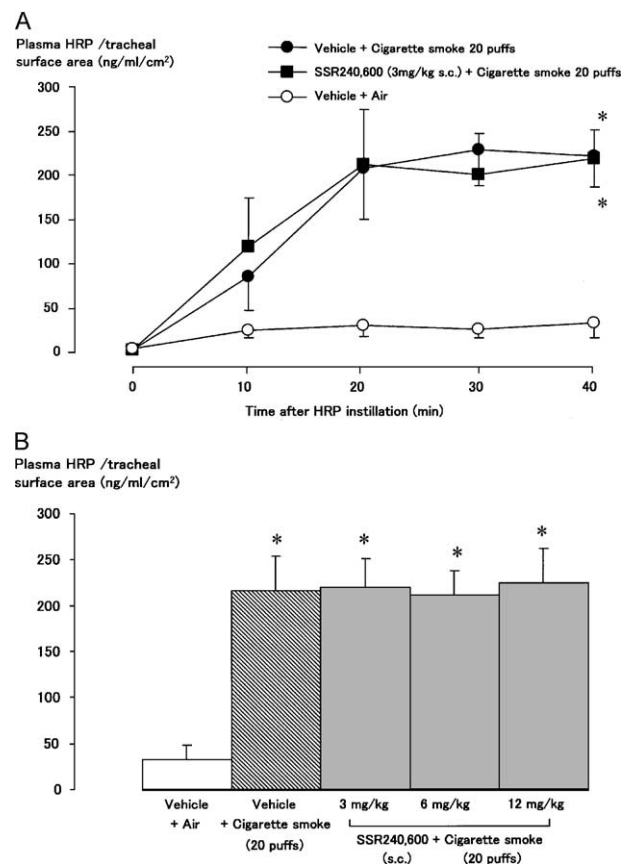 A
Plasma HRP /tracheal
surface area (ng/ml/cm²)
Vehicle + Cigarette smoke 20 puffs
SSR240,600 (3mg/kg s.c.) + Cigarette smoke 20 puffs
Vehicle + Air
300
250
200
150
100
50
0
*
*
0 10 20 30 40
Time after HRP instillation (min)
B
Plasma HRP /tracheal
surface area (ng/ml/cm²)
300
250
200
150
100
50
0
* * * *
Vehicle
+ Air
Vehicle
+ Cigarette smoke
(20 puffs)
3 mg/kg 6 mg/kg 12 mg/kg
SSR240,600 + Cigarette smoke
(s.c.) (20 puffs)